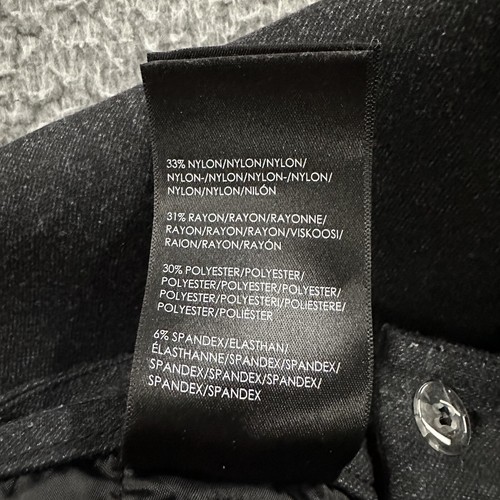 33% NYLON/NYLON/NYLON/
NYLON-/NYLON/NYLON-/NYLON/
NYLON/NYLON/NILÓN
31% RAYON/RAYON/RAYONNE/
RAYON/RAYON/RAYON/VISKOOSI/
RAION/RAYON/RAYÓN
30% POLYESTER/POLYESTER/
POLYESTER/POLYESTER/POLYESTER/
POLYESTER/POLYESTERI/POLIESTERE/
POLYESTER/POLIÉSTER
6% SPANDEX/ELASTHAN/
ÉLASTHANNE/SPANDEX/SPANDEX/
SPANDEX/SPANDEX/SPANDEX/
SPANDEX/SPANDEX